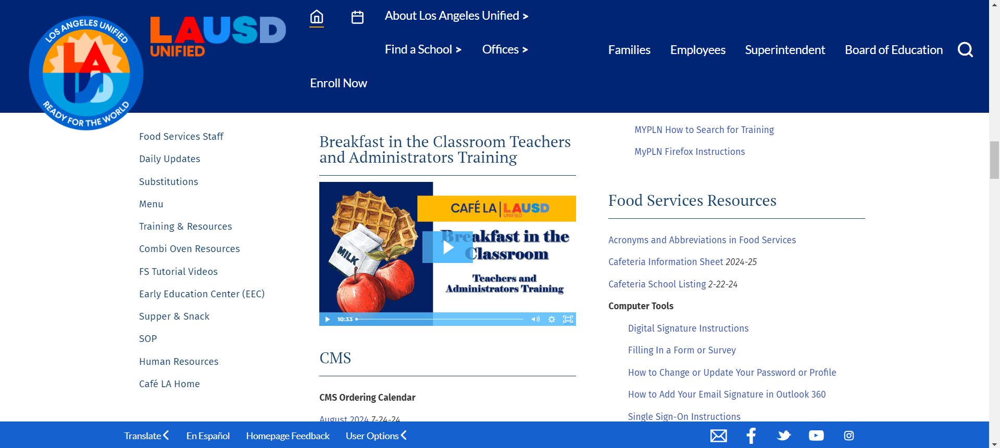 LOS ANGELES UNIFIED
LA
USD
READY FOR THE WORLD
LAUSD
UNIFIED
About Los Angeles Unified >
Find a School >
Offices >
Enroll Now
Families
Employees
Superintendent
Board of Education
Food Services Staff
Daily Updates
Substitutions
Menu
Training & Resources
Combi Oven Resources
FS Tutorial Videos
Early Education Center (EEC)
Supper & Snack
SOP
Human Resources
Café LA Home
Breakfast in the Classroom Teachers
and Administrators Training
CAFÉ LA | LAUSD
UNIFIED
MILK
Breakfast in the
Classroom
Teachers and
Administrators Training
10:33
CMS
CMS Ordering Calendar
August 2024 7-24-24
MYPLN How to Search for Training
MyPLN Firefox Instructions
Food Services Resources
Acronyms and Abbreviations in Food Services
Cafeteria Information Sheet 2024-25
Cafeteria School Listing 2-22-24
Computer Tools
Digital Signature Instructions
Filling In a Form or Survey
How to Change or Update Your Password or Profile
How to Add Your Email Signature in Outlook 360
Single Sign-On Instructions
Translate
En Español
Homepage Feedback
User Options